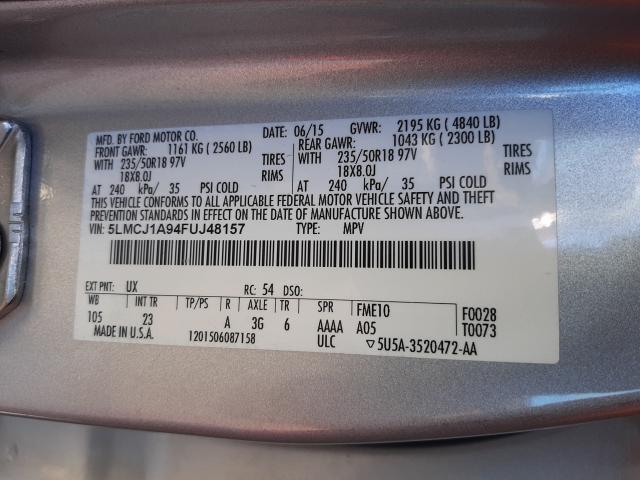 MFD. BY FORD MOTOR CO. DATE: 06/15 GVWR: 2195 KG ( 4840 LB)
FRONT GAWR: 1161 KG ( 2560 LB) REAR GAWR: 1043 KG ( 2300 LB)
WITH 235/50R18 97V TIRES WITH 235/50R18 97V TIRES
18X8.0J RIMS 18X8.0J RIMS
AT 240 kPa/ 35 PSI COLD AT 240 kPa/ 35 PSI COLD
THIS VEHICLE CONFORMS TO ALL APPLICABLE FEDERAL MOTOR VEHICLE SAFETY AND THEFT
PREVENTION STANDARDS IN EFFECT ON THE DATE OF MANUFACTURE SHOWN ABOVE.
VIN: 5LMCJ1A94FUJ48157 TYPE: MPV
EXT PNT: UX RC: 54 DSO:
WB INT TR TP/PS R AXLE TR SPR FME10 F0028
105 23 A 3G 6 AAAA A05 T0073
MADE IN U.S.A. 1201506087158 ULC ▽5U5A-3520472-AA